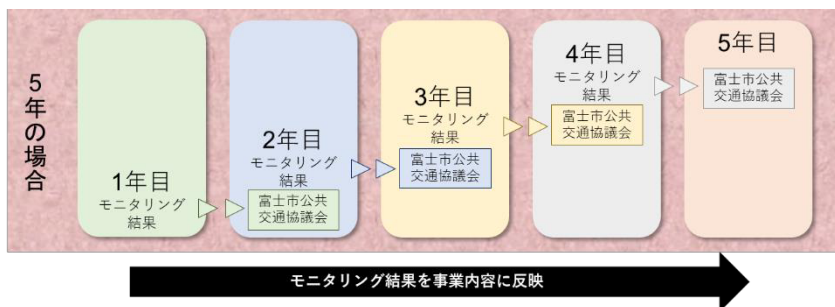 5年の場合
1年目
モニタリング
結果
2年目
モニタリング
結果
富士市公共
交通協議会
3年目
モニタリング
結果
富士市公共
交通協議会
4年目
モニタリング
結果
富士市公共
交通協議会
5年目
富士市公共
交通協議会
モニタリング結果を事業内容に反映